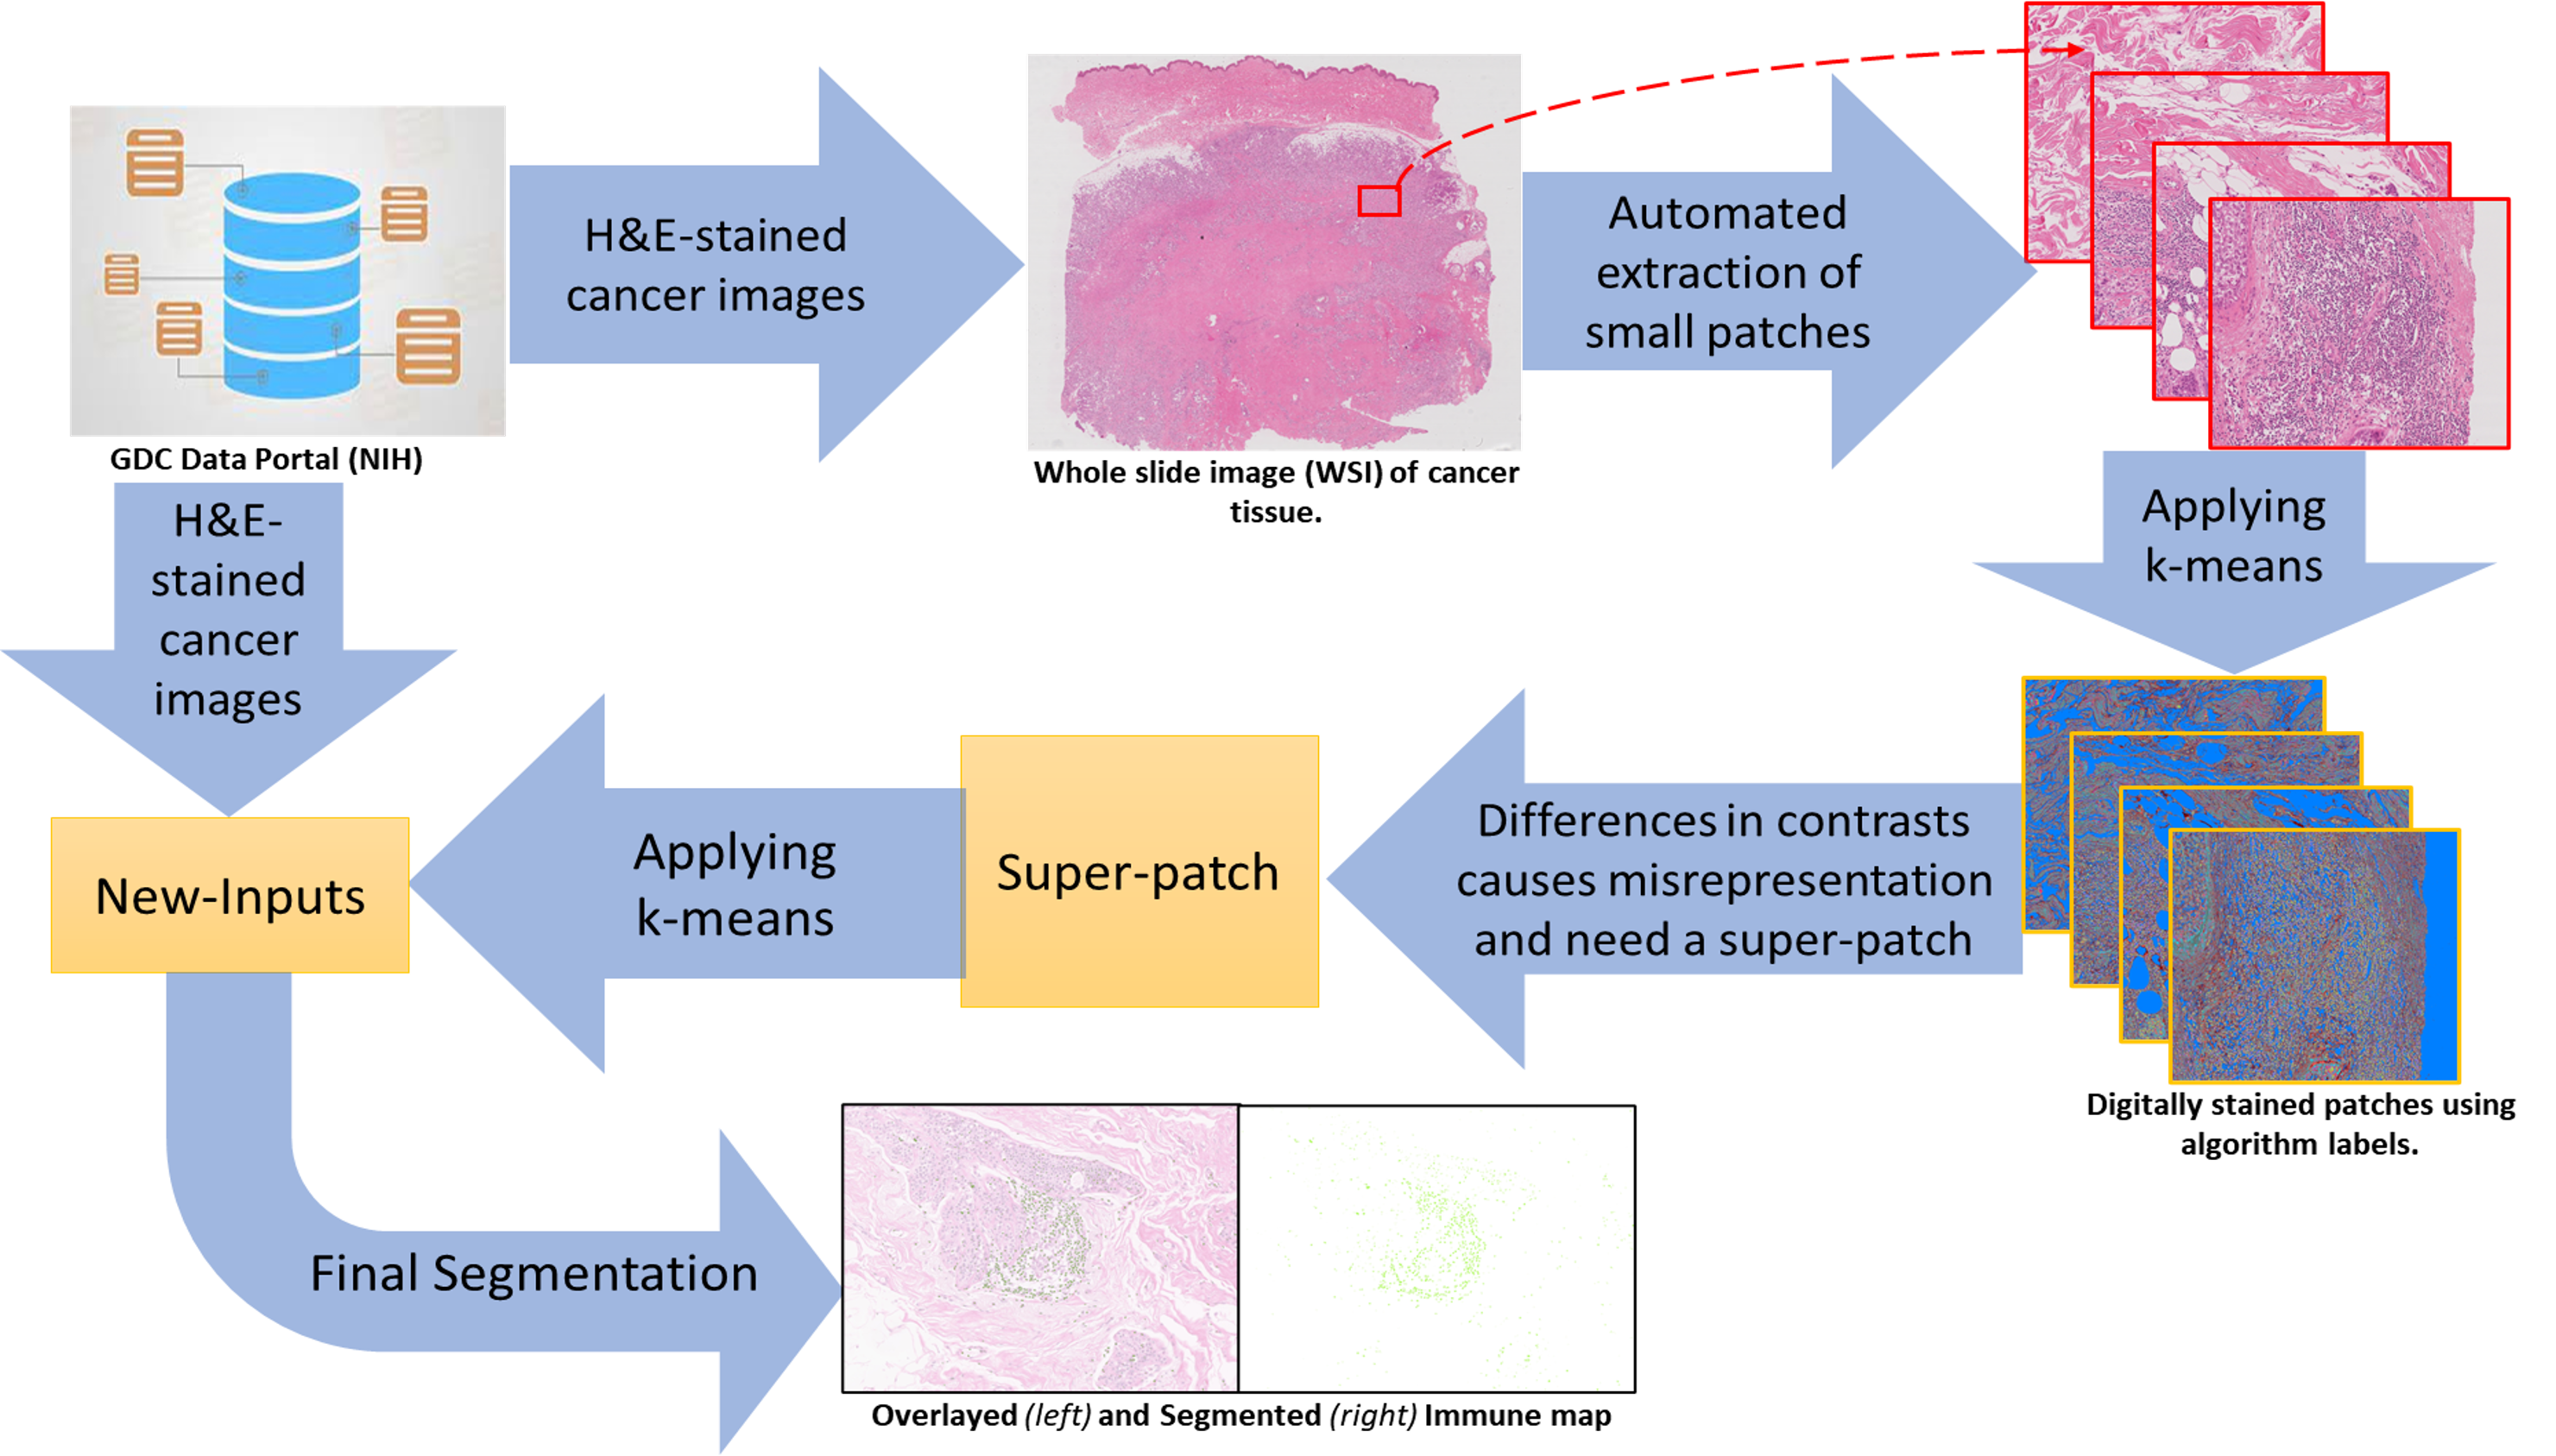 H&E-stained
cancer images
Automated
extraction of
small patches
GDC Data Portal (NIH)
Whole slide image (WSI) of cancer
tissue.
H&E-
stained
cancer
images
Applying
k-means
Differences in contrasts
causes misrepresentation
and need a super-patch
Super-patch
Applying
k-means
New-Inputs
Digitally stained patches using
algorithm labels.
Final Segmentation
Overlayed (left) and Segmented (right) Immune map